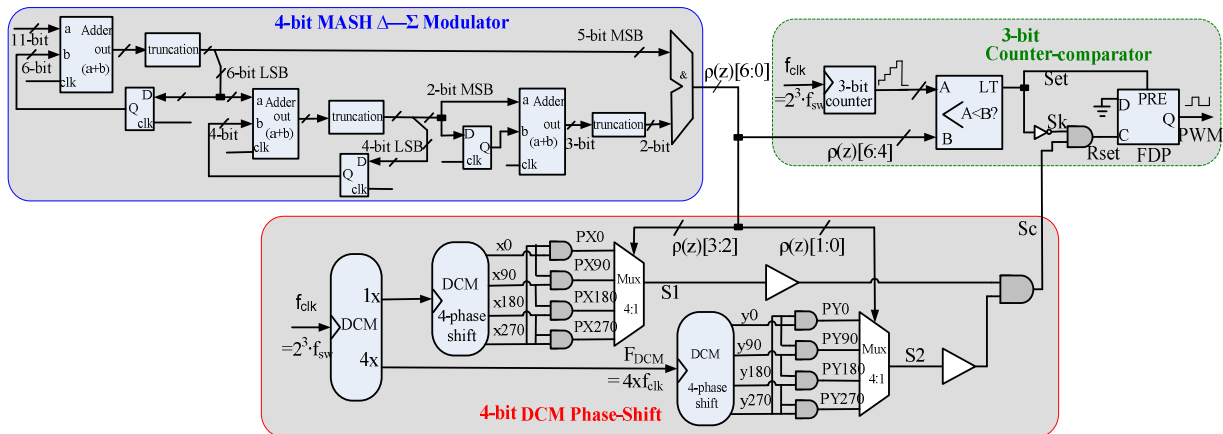 4-bit MASH Δ—Σ Modulator
11-bit
a
Adder
out
b
(a+b)
clk
6-bit
truncation
6-bit LSB
5-bit MSB
D
Q
clk
a
Adder
out
b
(a+b)
clk
4-bit
truncation
2-bit MSB
4-bit LSB
D
Q
clk
D
Q
clk
a
Adder
b
out
(a+b)
clk
3-bit
truncation
2-bit
&
ρ(z)[6:0]
3-bit
Counter-comparator
fclk
=2³·fsw
3-bit
counter
A
LT
< A<B?
B
ρ(z)[6:4]
Set
Sk
Rset
PRE
D
Q
C
FDP
PWM
Sc
ρ(z)[3:2]
ρ(z)[1:0]
fclk
=2³·fsw
DCM
1x
4x
DCM
4-phase
shift
x0
x90
x180
x270
PX0
PX90
PX180
PX270
Mux
4:1
S1
FDCM
= 4xfclk
DCM
4-phase
shift
y0
y90
y180
y270
PY0
PY90
PY180
PY270
Mux
4:1
S2
4-bit DCM Phase-Shift